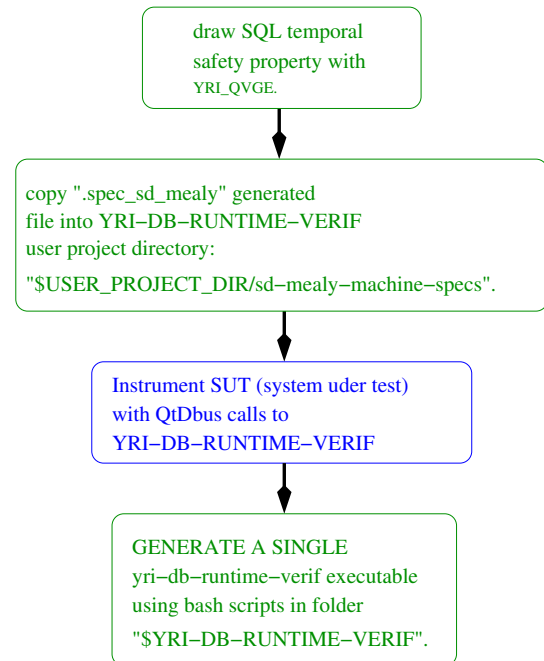 draw SQL temporal
safety property with
YRI_QVGE.
copy ".spec_sd_mealy" generated
file into YRI−DB−RUNTIME−VERIF
user project directory:
"$USER_PROJECT_DIR/sd−mealy−machine−specs".
Instrument SUT (system uder test)
with QtDbus calls to
YRI−DB−RUNTIME−VERIF
GENERATE A SINGLE
yri−db−runtime−verif executable
using bash scripts in folder
"$YRI−DB−RUNTIME−VERIF".